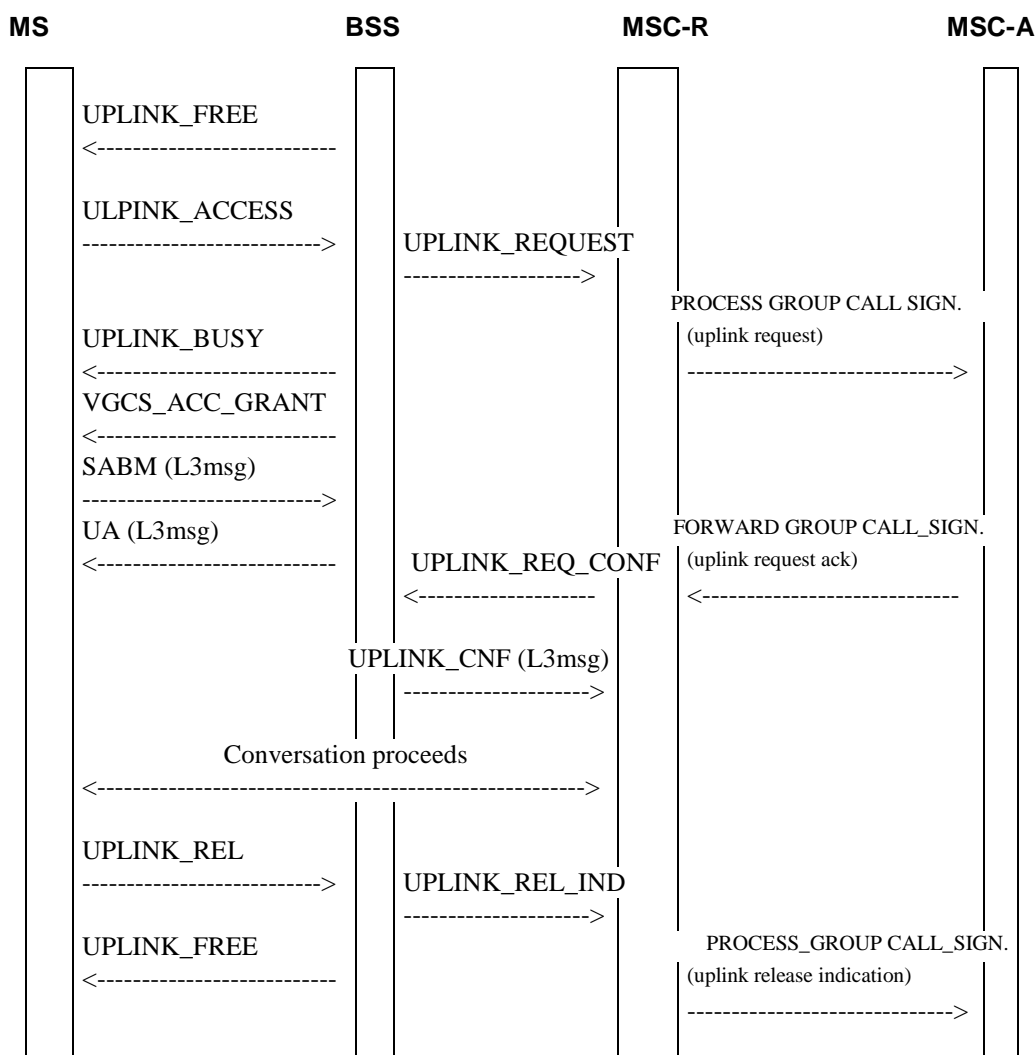 MS BSS MSC-R MSC-A
UPLINK_FREE
<---------------------------
ULPINK_ACCESS
---------------------------> UPLINK_REQUEST
--------------------> PROCESS GROUP CALL SIGN.
UPLINK_BUSY (uplink request)
<--------------------------- ------------------------------>
VGCS_ACC_GRANT
<---------------------------
SABM (L3msg)
--------------------------->
UA (L3msg) FORWARD GROUP CALL_SIGN.
<--------------------------- UPLINK_REQ_CONF (uplink request ack)
<-------------------- <-----------------------------
UPLINK_CNF (L3msg)
--------------------->
Conversation proceeds
<------------------------------------------------------->
UPLINK_REL
---------------------------> UPLINK_REL_IND
--------------------->
UPLINK_FREE PROCESS_GROUP CALL_SIGN.
<--------------------------- (uplink release indication)
------------------------------>